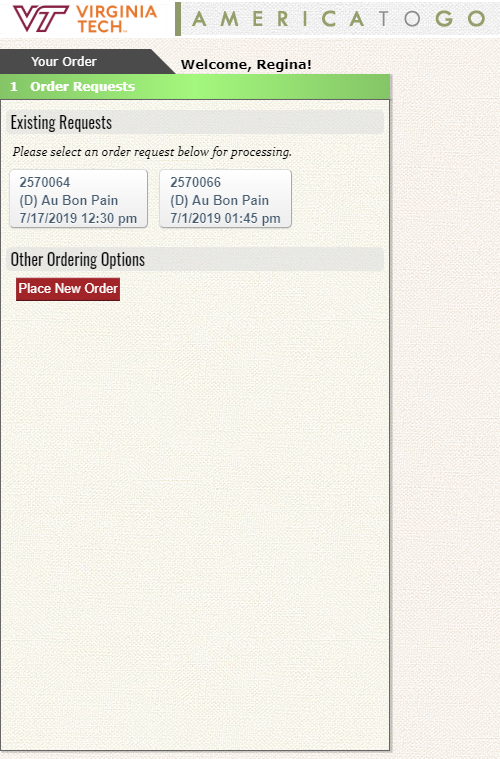 VT VIRGINIA TECH™
AMERICATOGO
Your Order
Welcome, Regina!
1 Order Requests
Existing Requests
Please select an order request below for processing.
2570064
(D) Au Bon Pain
7/17/2019 12:30 pm
2570066
(D) Au Bon Pain
7/1/2019 01:45 pm
Other Ordering Options
Place New Order